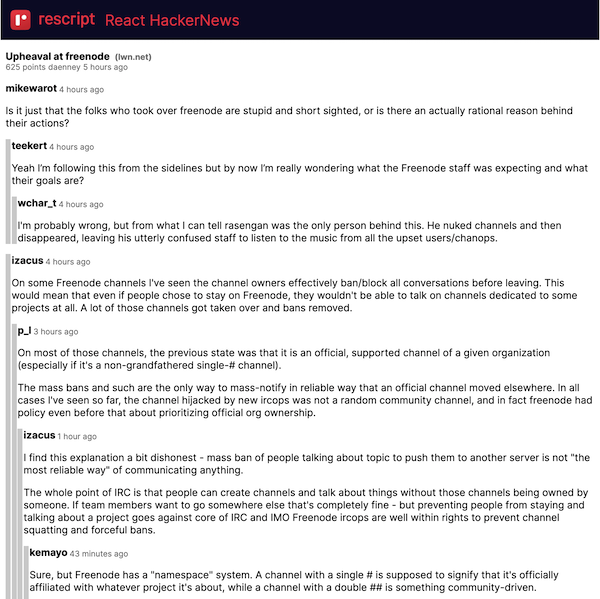 rescript React HackerNews
Upheaval at freenode (lwn.net)
625 points daenney 5 hours ago
mikewarot 4 hours ago
Is it just that the folks who took over freenode are stupid and short sighted, or is there an actually rational reason behind
their actions?
teekert 4 hours ago
Yeah I'm following this from the sidelines but by now I'm really wondering what the Freenode staff was expecting and what
their goals are?
wchar_t 4 hours ago
I'm probably wrong, but from what I can tell rasengan was the only person behind this. He nuked channels and then
disappeared, leaving his utterly confused staff to listen to the music from all the upset users/chanops.
izacus 4 hours ago
On some Freenode channels I've seen the channel owners effectively ban/block all conversations before leaving. This
would mean that even if people chose to stay on Freenode, they wouldn't be able to talk on channels dedicated to some
projects at all. A lot of those channels got taken over and bans removed.
p_l 3 hours ago
On most of those channels, the previous state was that it is an official, supported channel of a given organization
(especially if it's a non-grandfathered single-# channel).
The mass bans and such are the only way to mass-notify in reliable way that an official channel moved elsewhere. In all
cases I've seen so far, the channel hijacked by new ircops was not a random community channel, and in fact freenode had
policy even before that about prioritizing official org ownership.
izacus 1 hour ago
I find this explanation a bit dishonest - mass ban of people talking about topic to push them to another server is not "the
most reliable way" of communicating anything.
The whole point of IRC is that people can create channels and talk about things without those channels being owned by
someone. If team members want to go somewhere else that's completely fine - but preventing people from staying and
talking about a project goes against core of IRC and IMO Freenode ircops are well within rights to prevent channel
squatting and forceful bans.
kemayo 43 minutes ago
Sure, but Freenode has a "namespace" system. A channel with a single # is supposed to signify that it's officially
affiliated with whatever project it's about, while a channel with a double ## is something community-driven.